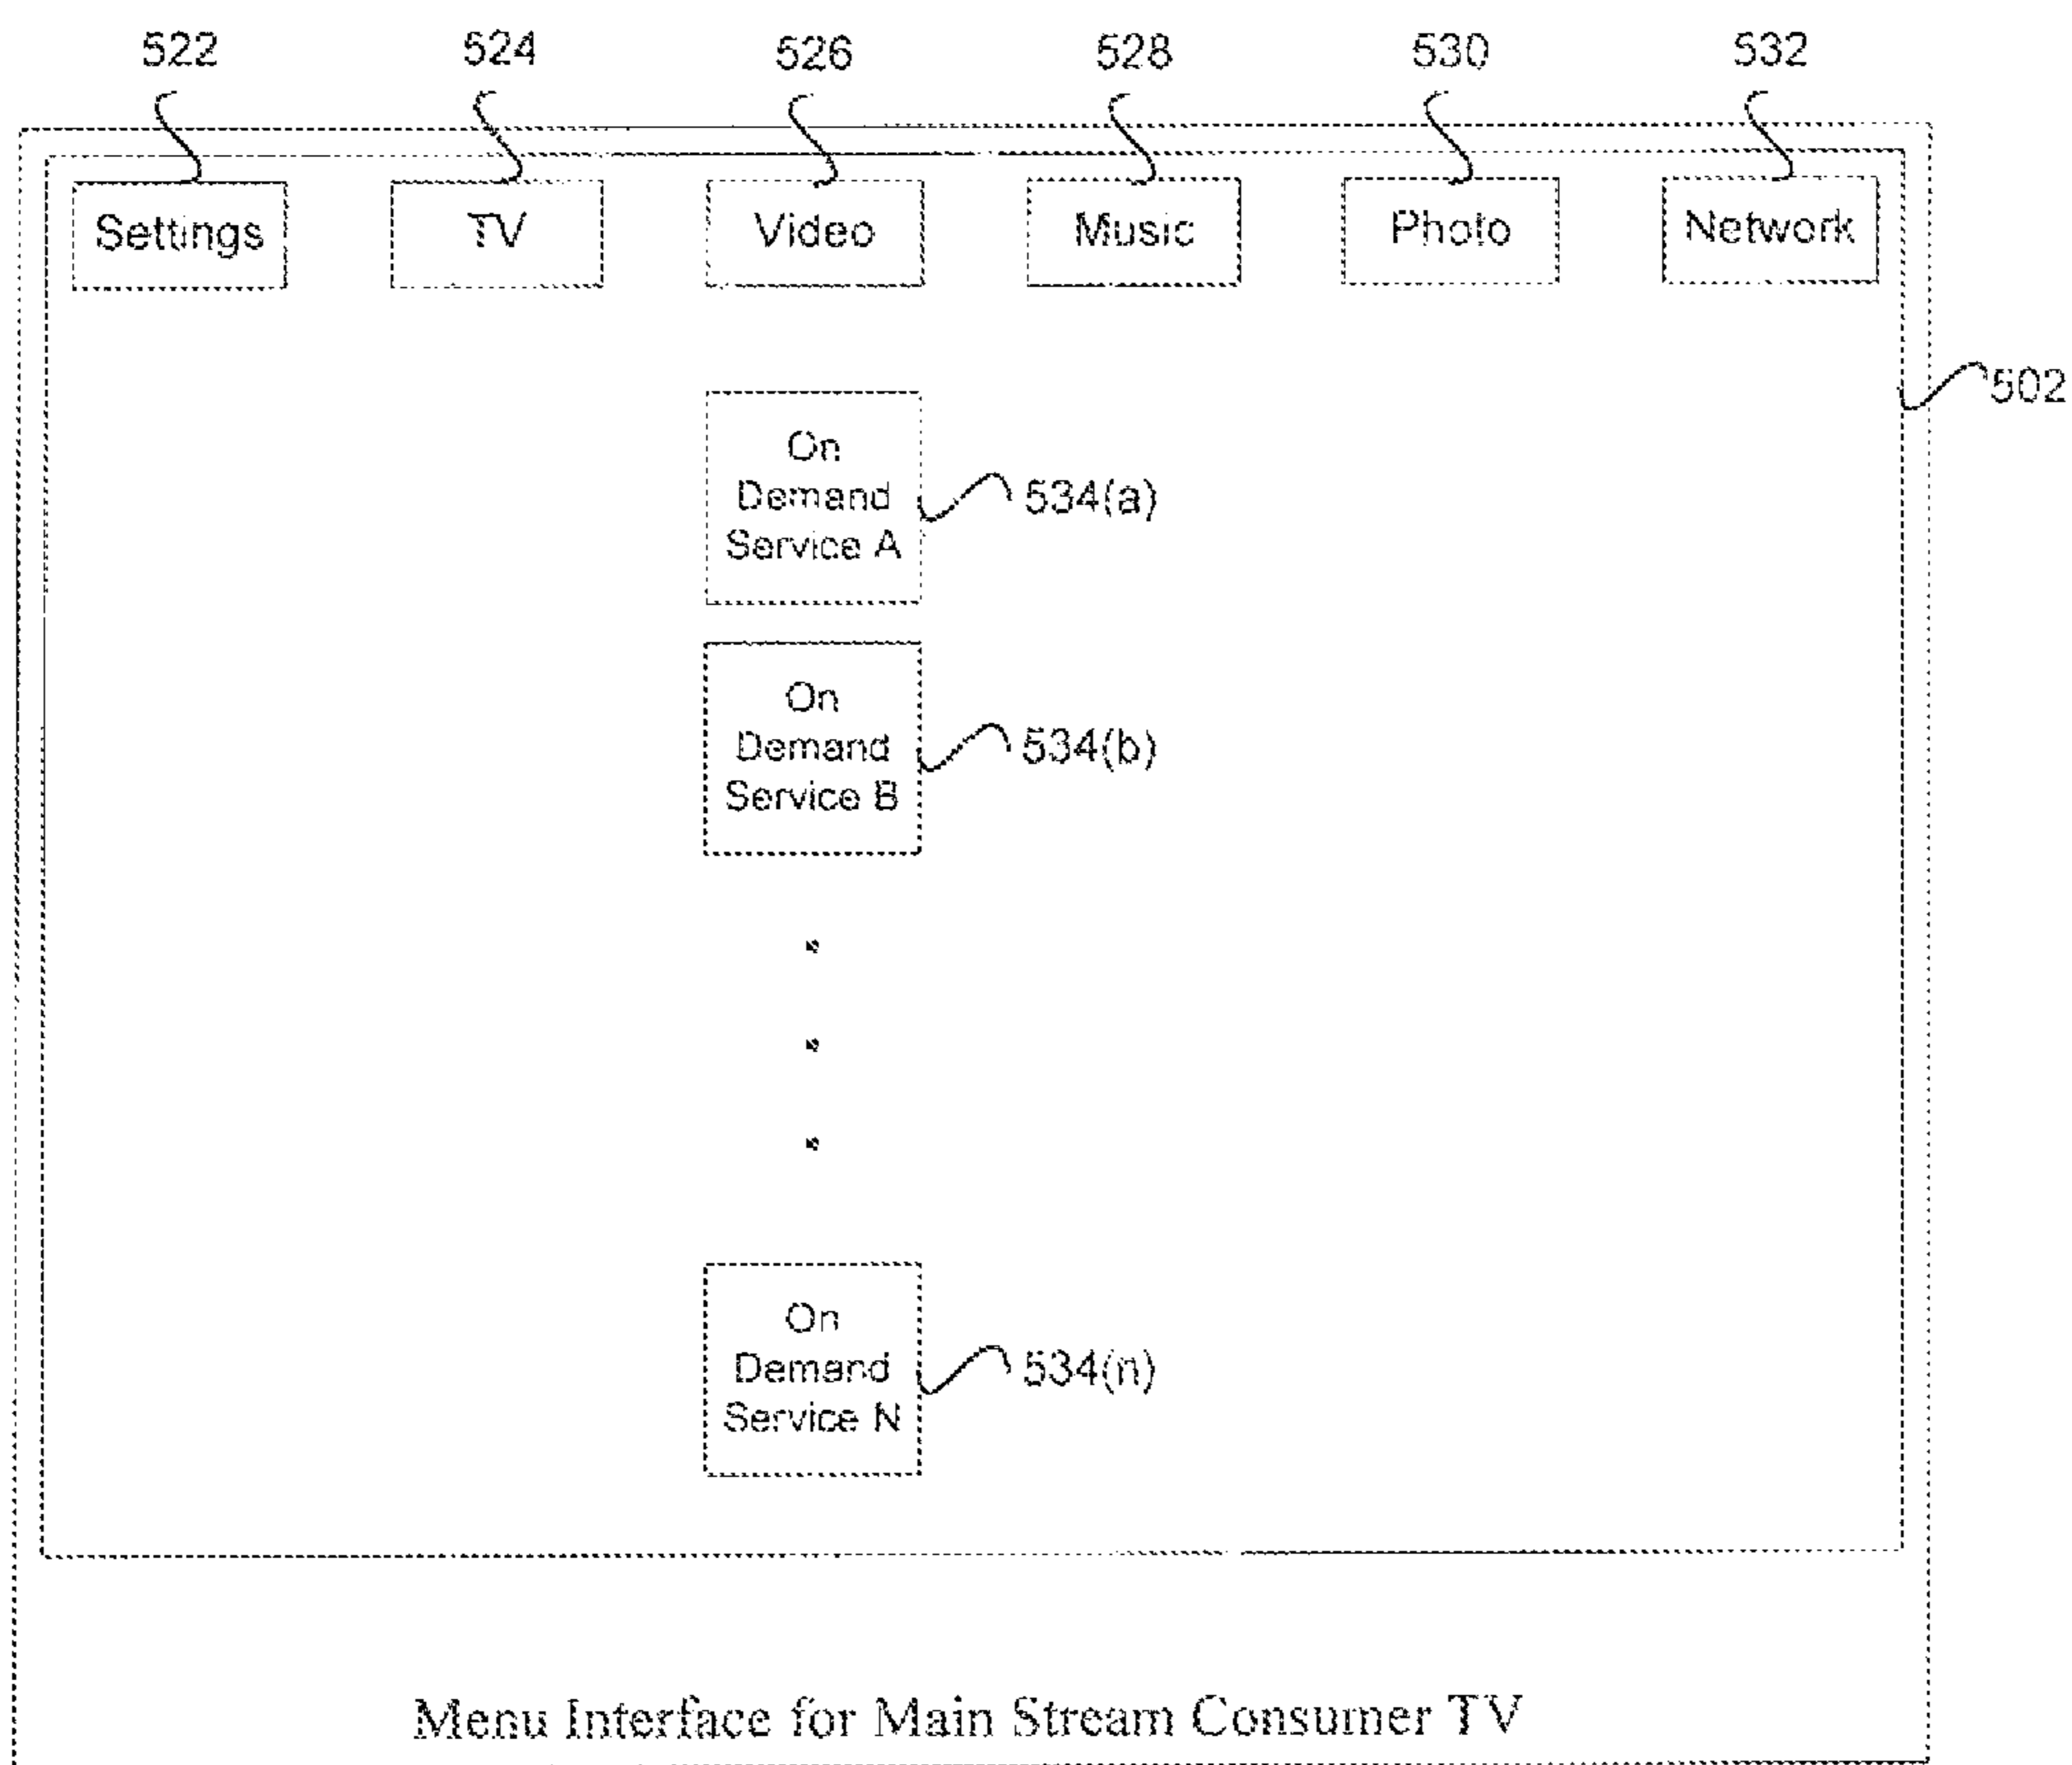 522 524 526 528 530 532
Settings TV Video Music Photo Network
502
On
Demand
Service A
534(a)
On
Demand
Service B
534(b)
On
Demand
Service N
534(n)
Menu Interface for Main Stream Consumer TV